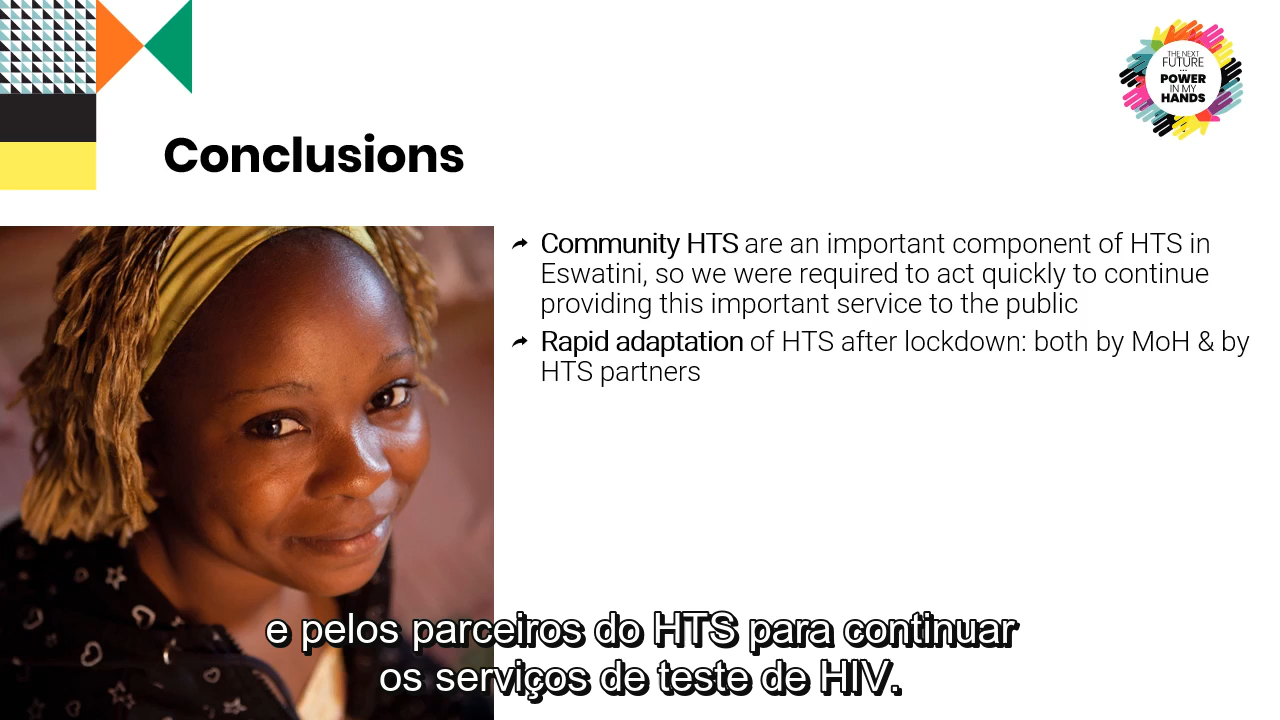 THE NEXT
FUTURE
POWER
IN MY
HANDS
Conclusions
Community HTS are an important component of HTS in
Eswatini, so we were required to act quickly to continue
providing this important service to the public
Rapid adaptation of HTS after lockdown: both by MoH & by
HTS partners
e pelos parceiros do HTS para continuar
os serviços de teste de HIV.